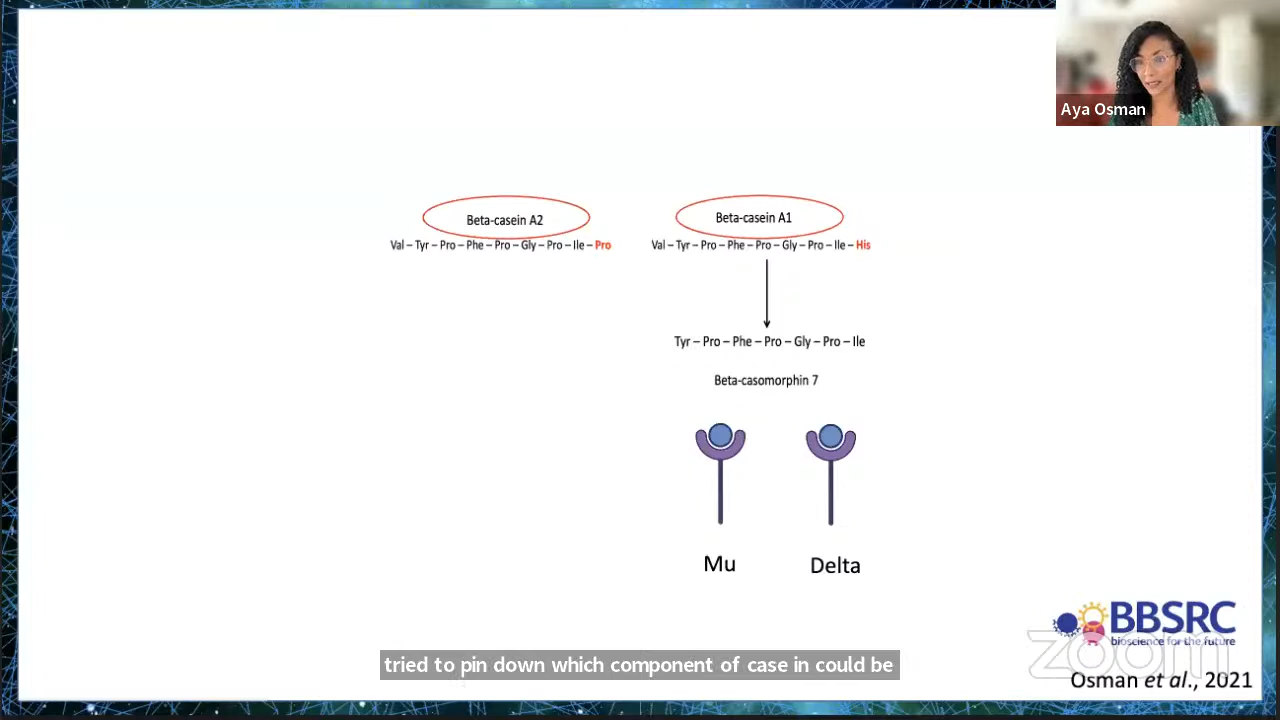 Aya Osman
Beta-casein A2
Beta-casein A1
Val – Tyr – Pro – Phe – Pro – Gly – Pro – Ile – Pro
Val – Tyr – Pro – Phe – Pro – Gly – Pro – Ile – His
Tyr – Pro – Phe – Pro – Gly – Pro – Ile
Beta-casomorphin 7
Mu
Delta
BBSRC
bioscience for the future
zoom
tried to pin down which component of case in could be
Osman et al., 2021